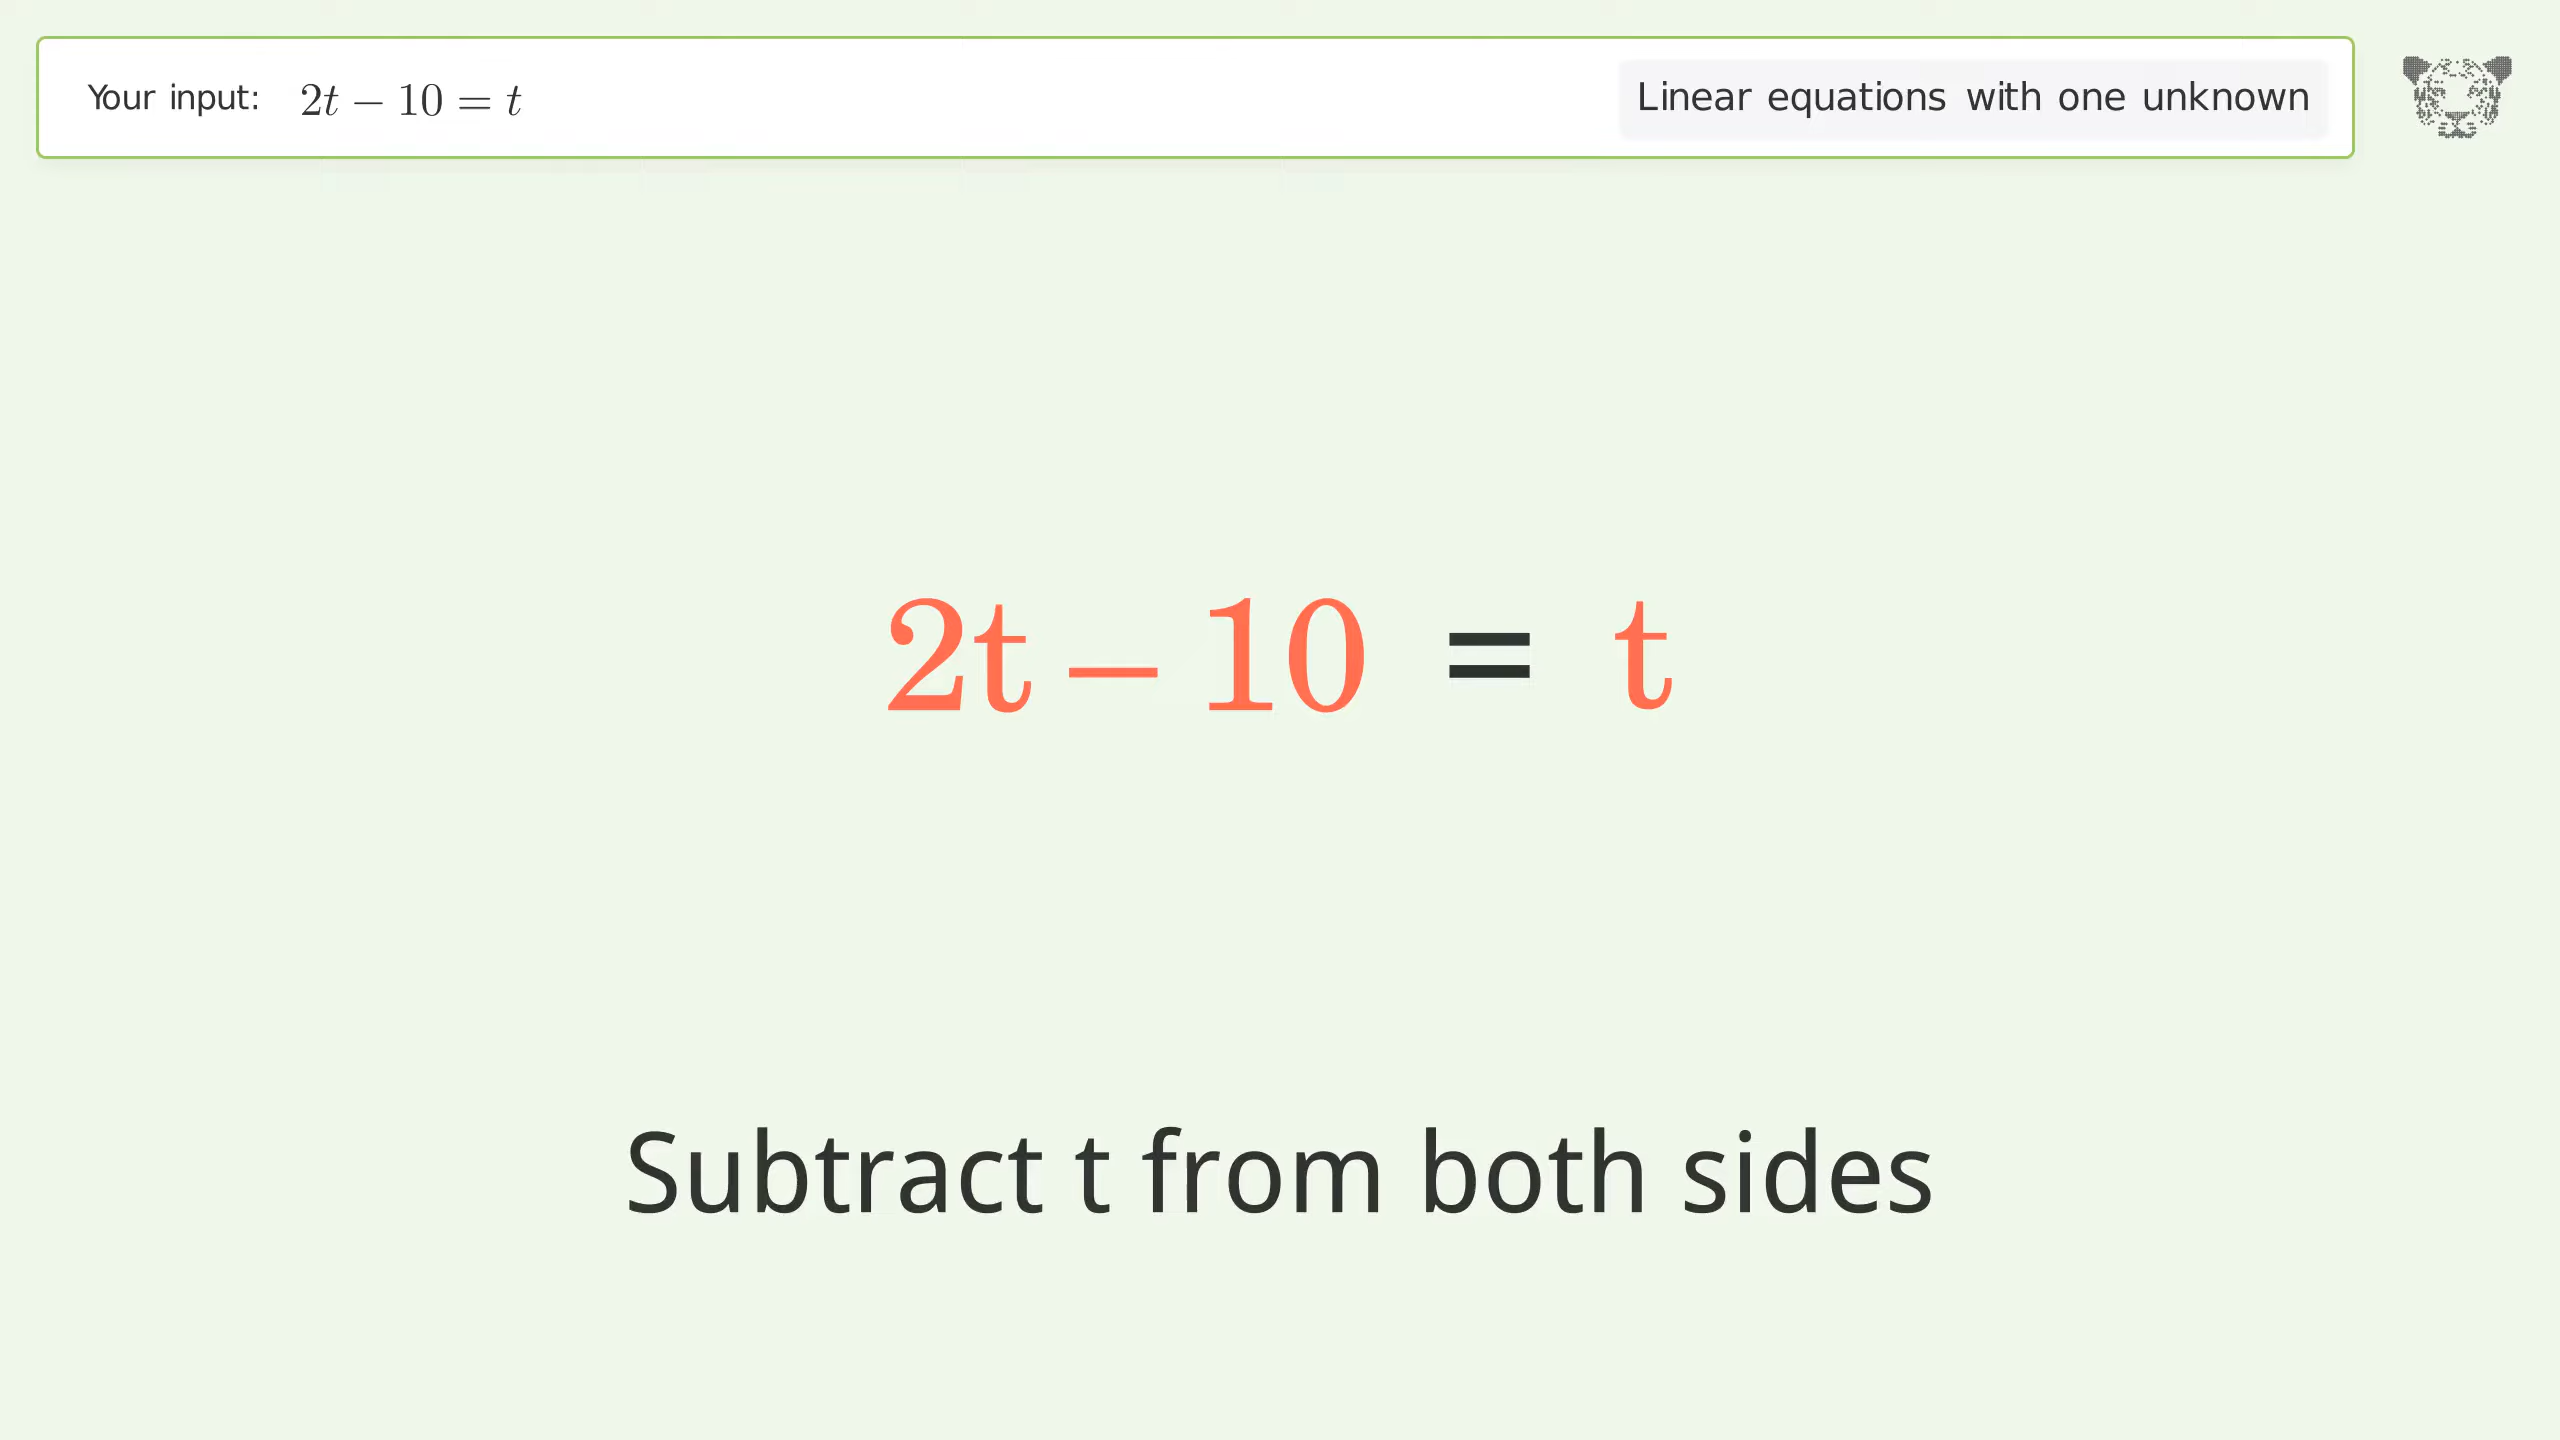 Your input: 2t − 10 = t
Linear equations with one unknown
2t − 10 = t
Subtract t from both sides